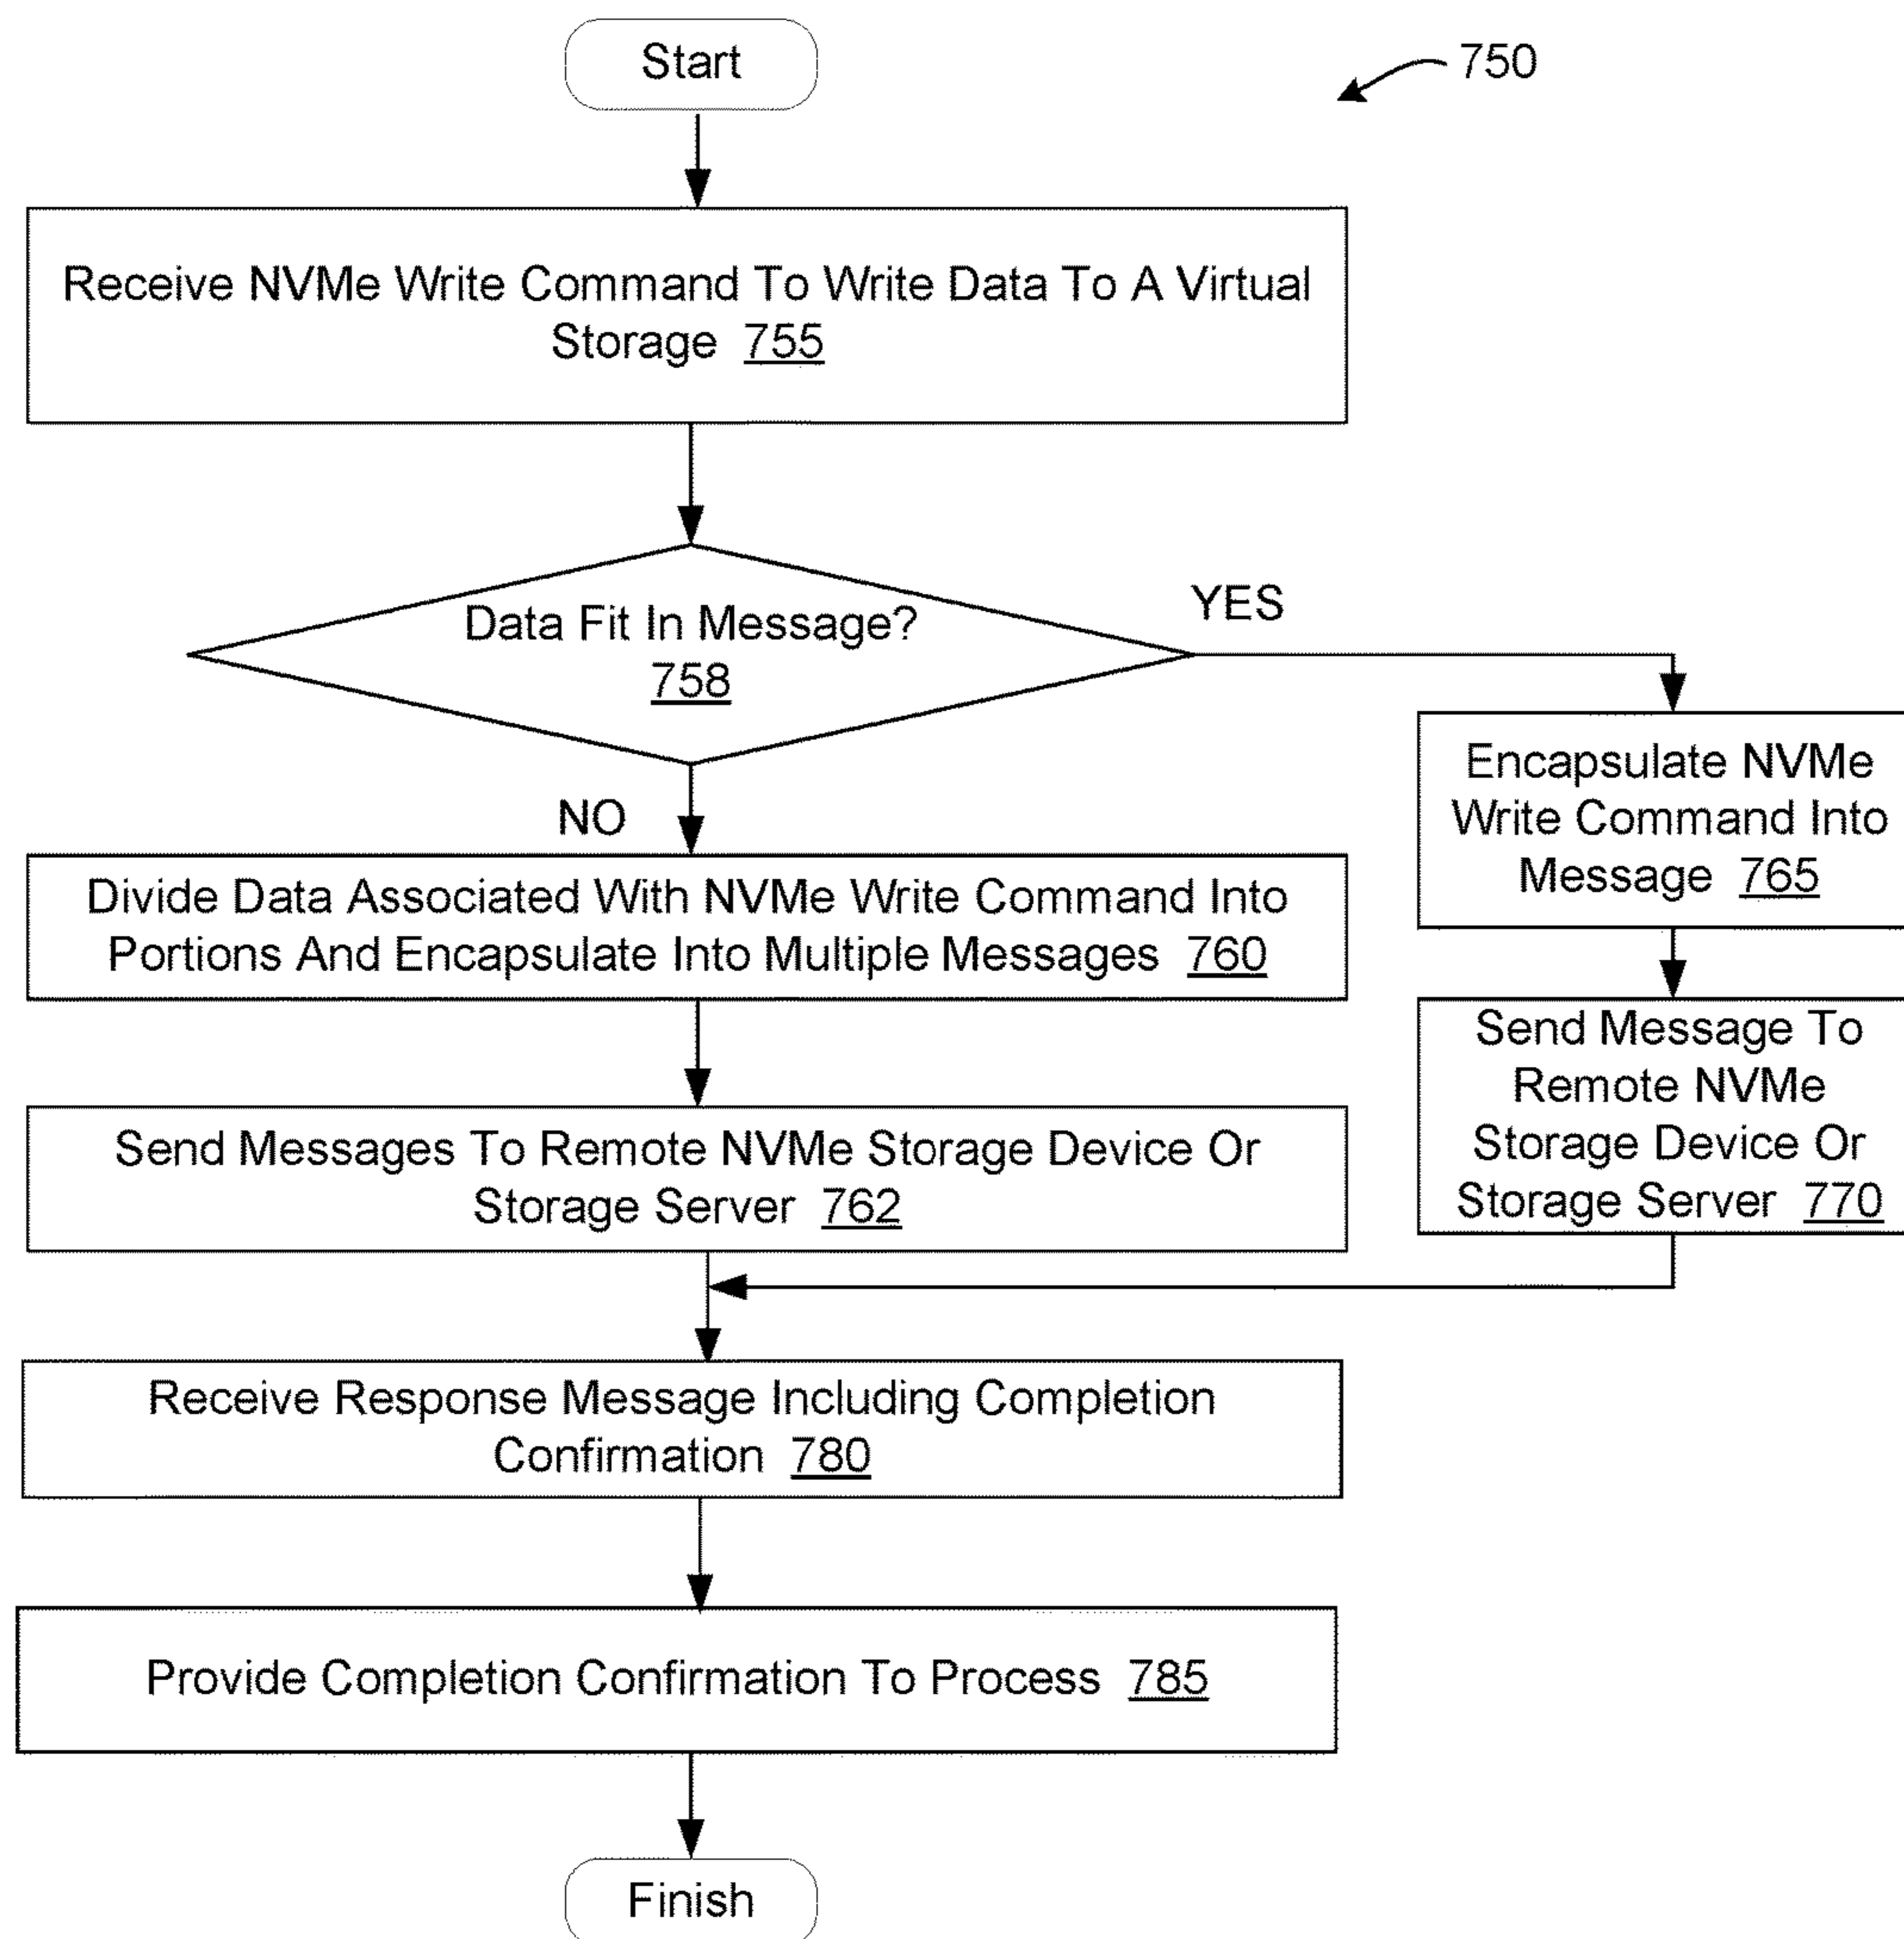 Start
750
Receive NVMe Write Command To Write Data To A Virtual
Storage 755
Data Fit In Message?
758
YES
NO
Encapsulate NVMe
Write Command Into
Message 765
Divide Data Associated With NVMe Write Command Into
Portions And Encapsulate Into Multiple Messages 760
Send Message To
Remote NVMe
Storage Device Or
Storage Server 770
Send Messages To Remote NVMe Storage Device Or
Storage Server 762
Receive Response Message Including Completion
Confirmation 780
Provide Completion Confirmation To Process 785
Finish